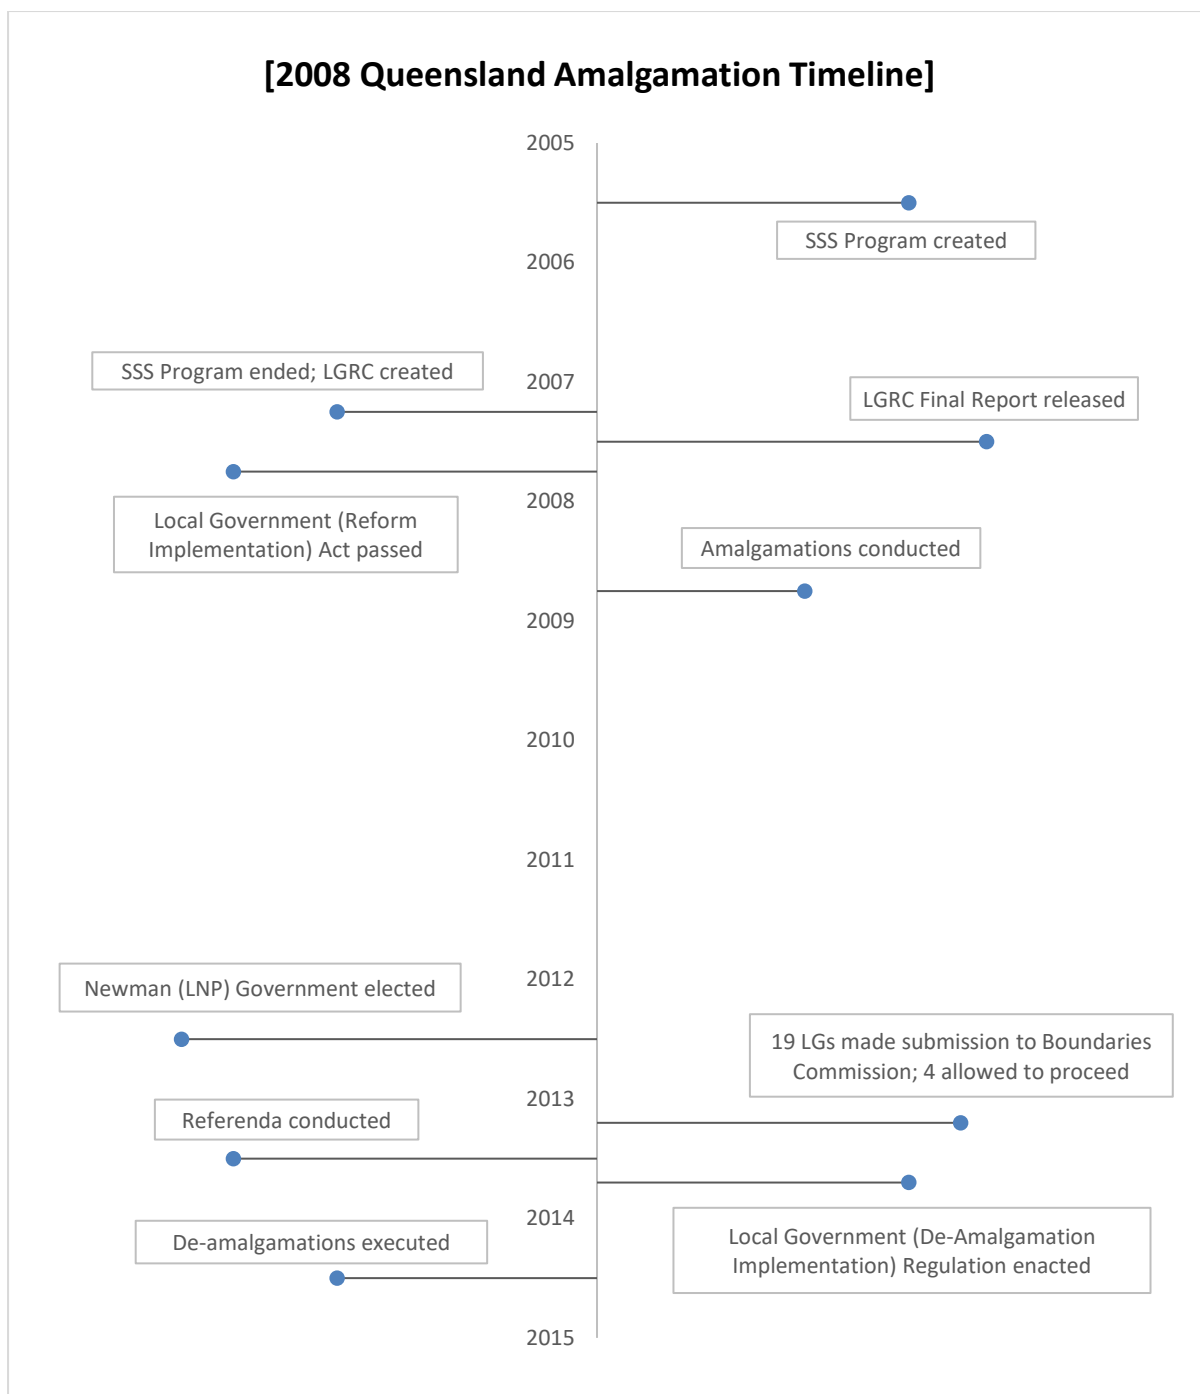 [2008 Queensland Amalgamation Timeline]
2005
SSS Program created
2006
SSS Program ended; LGRC created
2007
LGRC Final Report released
2008
Local Government (Reform
Implementation) Act passed
Amalgamations conducted
2009
2010
2011
2012
Newman (LNP) Government elected
19 LGs made submission to Boundaries
Commission; 4 allowed to proceed
2013
Referenda conducted
2014
De-amalgamations executed
Local Government (De-Amalgamation
Implementation) Regulation enacted
2015